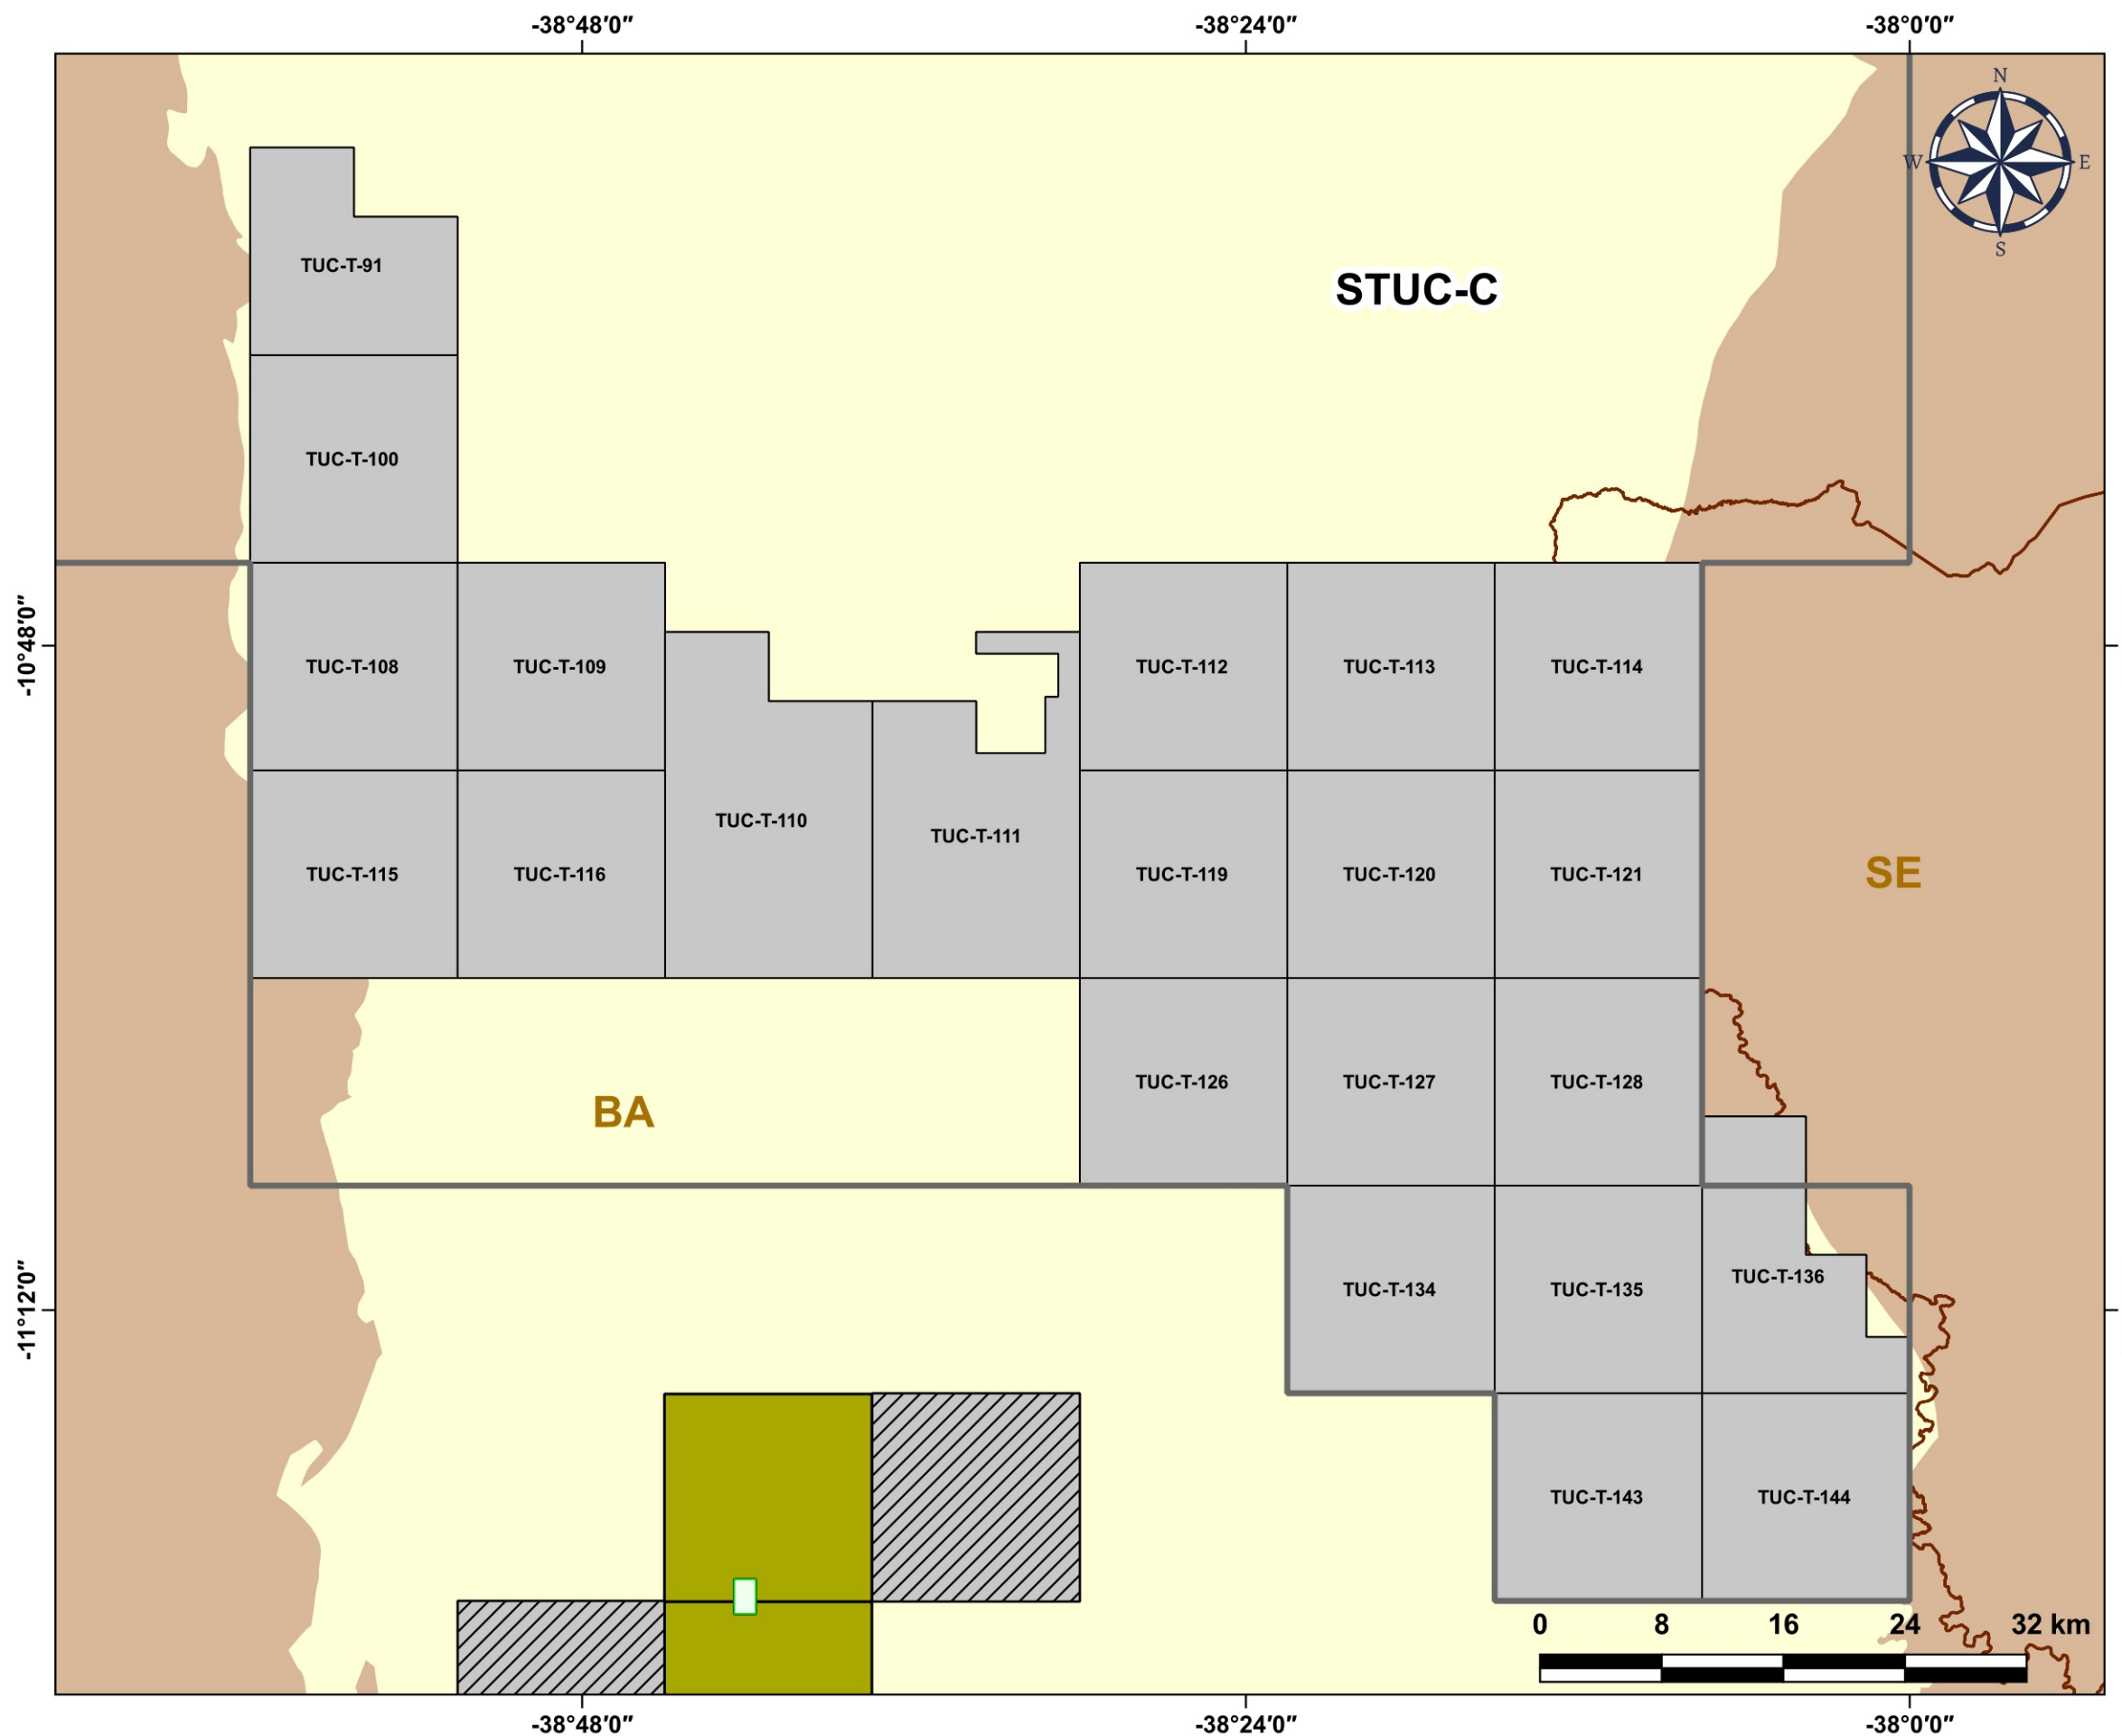 -38°48'0" -38°24'0" -38°0'0"
N
W E
S
TUC-T-91
STUC-C
TUC-T-100
-10°48'0"
TUC-T-108 TUC-T-109 TUC-T-112 TUC-T-113 TUC-T-114
TUC-T-110
TUC-T-111
TUC-T-115 TUC-T-116 TUC-T-119 TUC-T-120 TUC-T-121
SE
TUC-T-126 TUC-T-127 TUC-T-128
BA
TUC-T-136
-11°12'0"
TUC-T-134 TUC-T-135
TUC-T-143 TUC-T-144
0 8 16 24 32 km
-38°48'0" -38°24'0" -38°0'0"